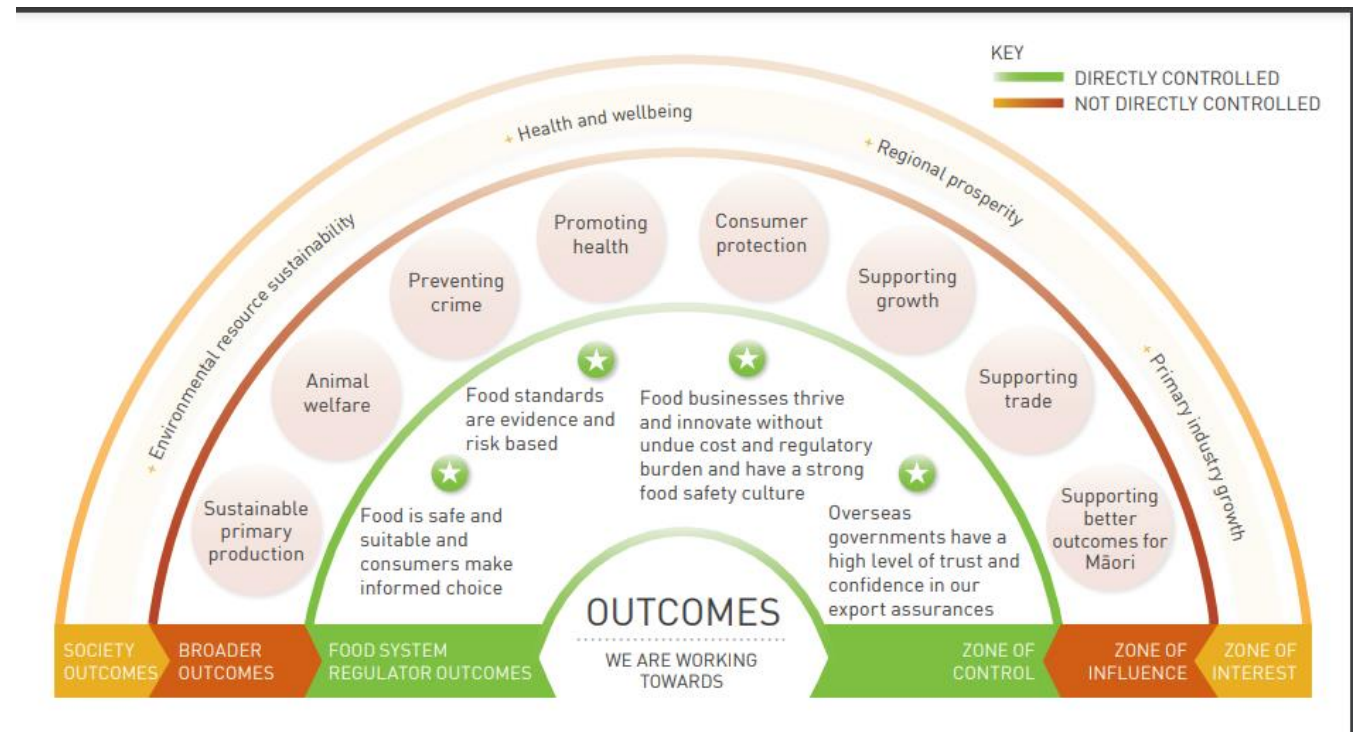 KEY
DIRECTLY CONTROLLED
NOT DIRECTLY CONTROLLED
+ Environmental resource sustainability
+ Health and wellbeing
+ Regional prosperity
+ Primary industry growth
Sustainable
primary
production
Animal
welfare
Preventing
crime
Promoting
health
Consumer
protection
Supporting
growth
Supporting
trade
Supporting
better
outcomes for
Māori
Food is safe and
suitable and
consumers make
informed choice
Food standards
are evidence and
risk based
Food businesses thrive
and innovate without
undue cost and regulatory
burden and have a strong
food safety culture
Overseas
governments have a
high level of trust and
confidence in our
export assurances
OUTCOMES
WE ARE WORKING
TOWARDS
SOCIETY
OUTCOMES
BROADER
OUTCOMES
FOOD SYSTEM
REGULATOR OUTCOMES
ZONE OF
CONTROL
ZONE OF
INFLUENCE
ZONE OF
INTEREST